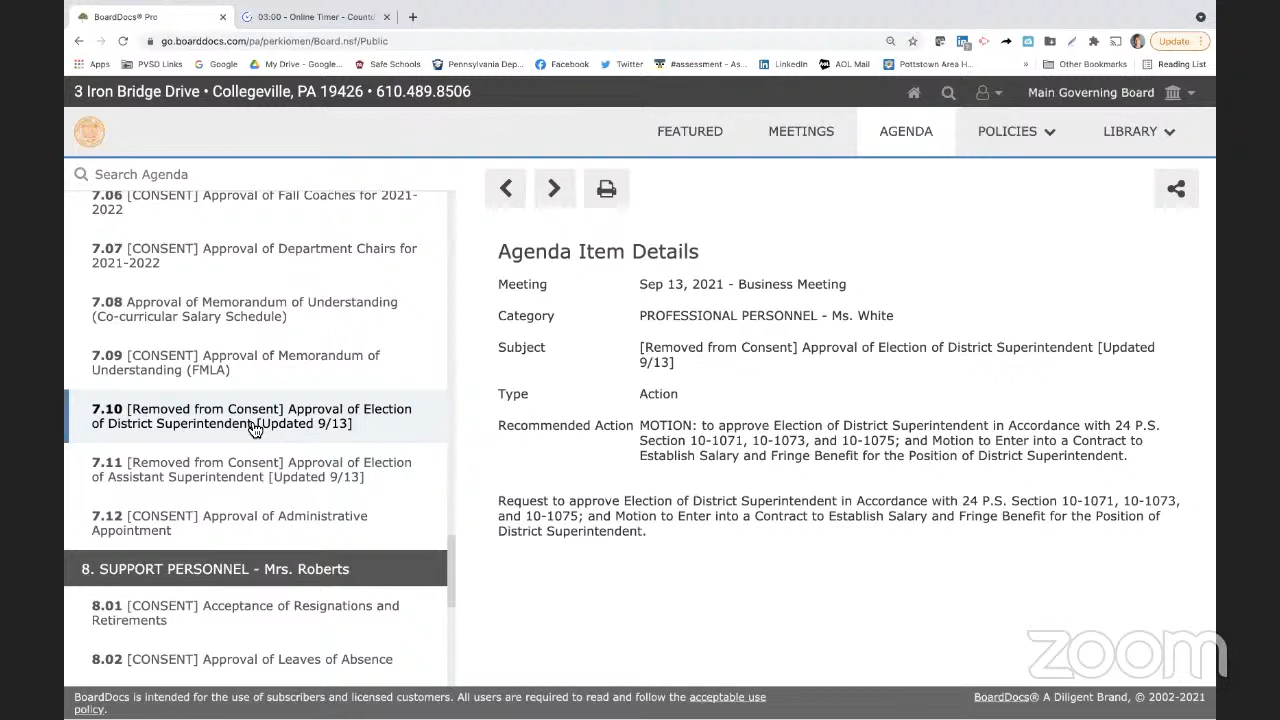 BoardDocs® Pro
03:00 - Online Timer - Countd
go.boarddocs.com/pa/perkiomen/Board.nsf/Public
Update
Apps
PVSD Links
Google
My Drive - Google...
Safe Schools
Pennsylvania Dep...
Facebook
Twitter
#assessment - As...
LinkedIn
AOL Mail
Pottstown Area H...
»
Other Bookmarks
Reading List
3 Iron Bridge Drive • Collegeville, PA 19426 • 610.489.8506
Main Governing Board
FEATURED
MEETINGS
AGENDA
POLICIES
LIBRARY
Search Agenda
7.06 [CONSENT] Approval of Fall Coaches for 2021-
2022
7.07 [CONSENT] Approval of Department Chairs for
2021-2022
7.08 Approval of Memorandum of Understanding
(Co-curricular Salary Schedule)
7.09 [CONSENT] Approval of Memorandum of
Understanding (FMLA)
7.10 [Removed from Consent] Approval of Election
of District Superintendent [Updated 9/13]
7.11 [Removed from Consent] Approval of Election
of Assistant Superintendent [Updated 9/13]
7.12 [CONSENT] Approval of Administrative
Appointment
8. SUPPORT PERSONNEL - Mrs. Roberts
8.01 [CONSENT] Acceptance of Resignations and
Retirements
8.02 [CONSENT] Approval of Leaves of Absence
Agenda Item Details
Meeting Sep 13, 2021 - Business Meeting
Category PROFESSIONAL PERSONNEL - Ms. White
Subject [Removed from Consent] Approval of Election of District Superintendent [Updated
9/13]
Type Action
Recommended Action MOTION: to approve Election of District Superintendent in Accordance with 24 P.S.
Section 10-1071, 10-1073, and 10-1075; and Motion to Enter into a Contract to
Establish Salary and Fringe Benefit for the Position of District Superintendent.
Request to approve Election of District Superintendent in Accordance with 24 P.S. Section 10-1071, 10-1073,
and 10-1075; and Motion to Enter into a Contract to Establish Salary and Fringe Benefit for the Position of
District Superintendent.
zoom
BoardDocs is intended for the use of subscribers and licensed customers. All users are required to read and follow the acceptable use
policy.
BoardDocs® A Diligent Brand, © 2002-2021